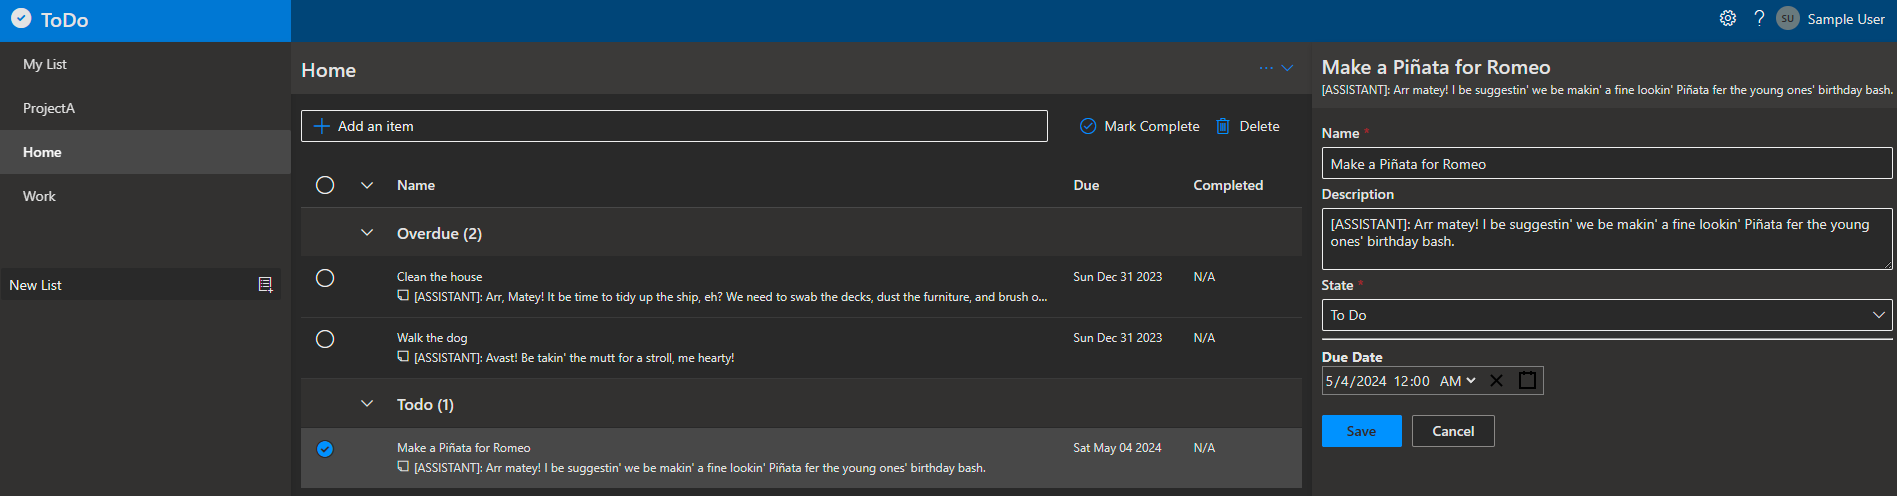 ToDo
SU
Sample User
My List
ProjectA
Home
Work
New List
Home
Add an item
Mark Complete
Delete
Name
Due
Completed
Overdue (2)
Clean the house
Sun Dec 31 2023
N/A
[ASSISTANT]: Arr, Matey! It be time to tidy up the ship, eh? We need to swab the decks, dust the furniture, and brush o...
Walk the dog
Sun Dec 31 2023
N/A
[ASSISTANT]: Avast! Be takin' the mutt for a stroll, me hearty!
Todo (1)
Make a Piñata for Romeo
Sat May 04 2024
N/A
[ASSISTANT]: Arr matey! I be suggestin' we be makin' a fine lookin' Piñata fer the young ones' birthday bash.
Make a Piñata for Romeo
[ASSISTANT]: Arr matey! I be suggestin' we be makin' a fine lookin' Piñata fer the young ones' birthday bash.
Name *
Make a Piñata for Romeo
Description
[ASSISTANT]: Arr matey! I be suggestin' we be makin' a fine lookin' Piñata fer the young
ones' birthday bash.
State *
To Do
Due Date
5/4/2024 12:00 AM
Save
Cancel